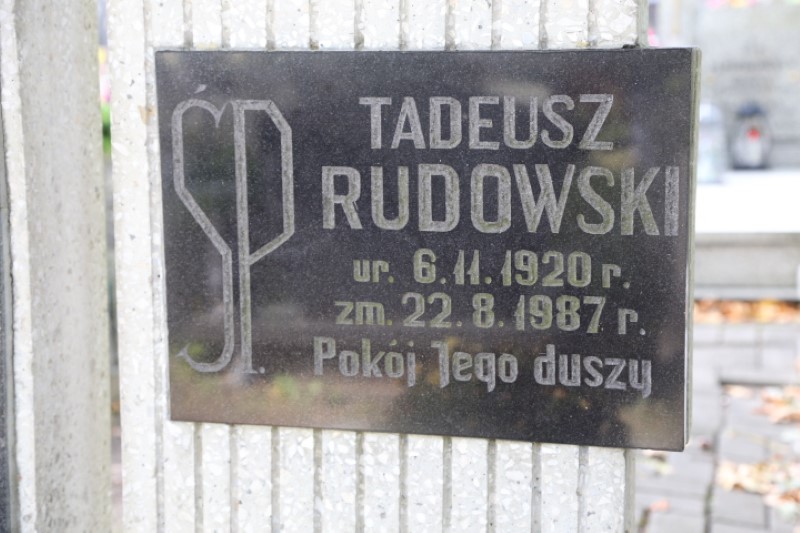 ŚP.
TADEUSZ
RUDOWSKI
ur. 6.11.1920 r.
zm. 22.8.1987 r.
Pokój Jego duszy